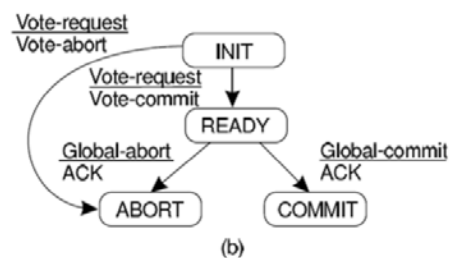 Vote-request
Vote-abort
INIT
Vote-request
Vote-commit
READY
Global-abort
ACK
Global-commit
ACK
ABORT
COMMIT
(b)